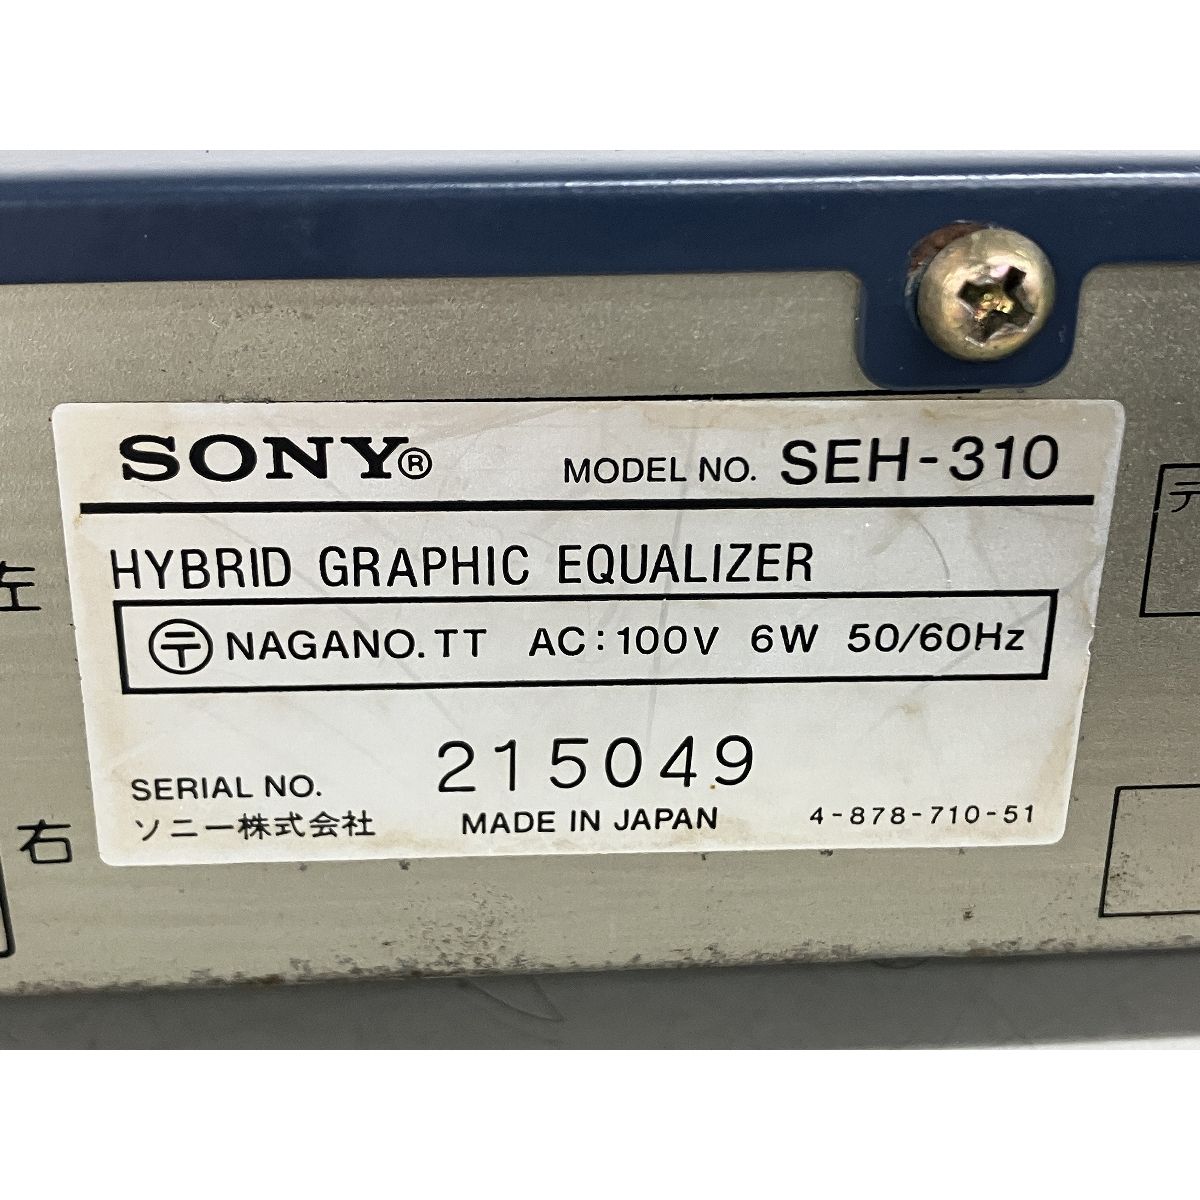 SONY®
MODEL NO. SEH-310
HYBRID GRAPHIC EQUALIZER
〶 NAGANO.TT AC:100V 6W 50/60Hz
SERIAL NO. 215049
ソニー株式会社 MADE IN JAPAN 4-878-710-51
左
右
テ